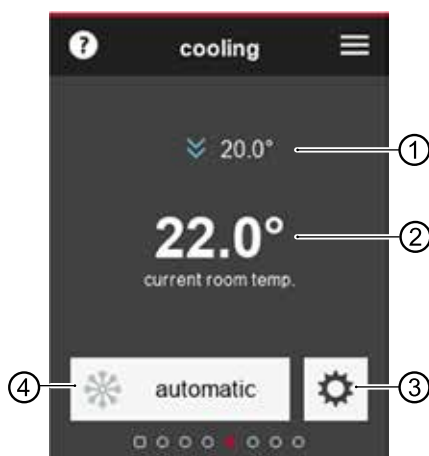 ? cooling
20.0° ①
22.0° ②
current room temp.
④ automatic ③